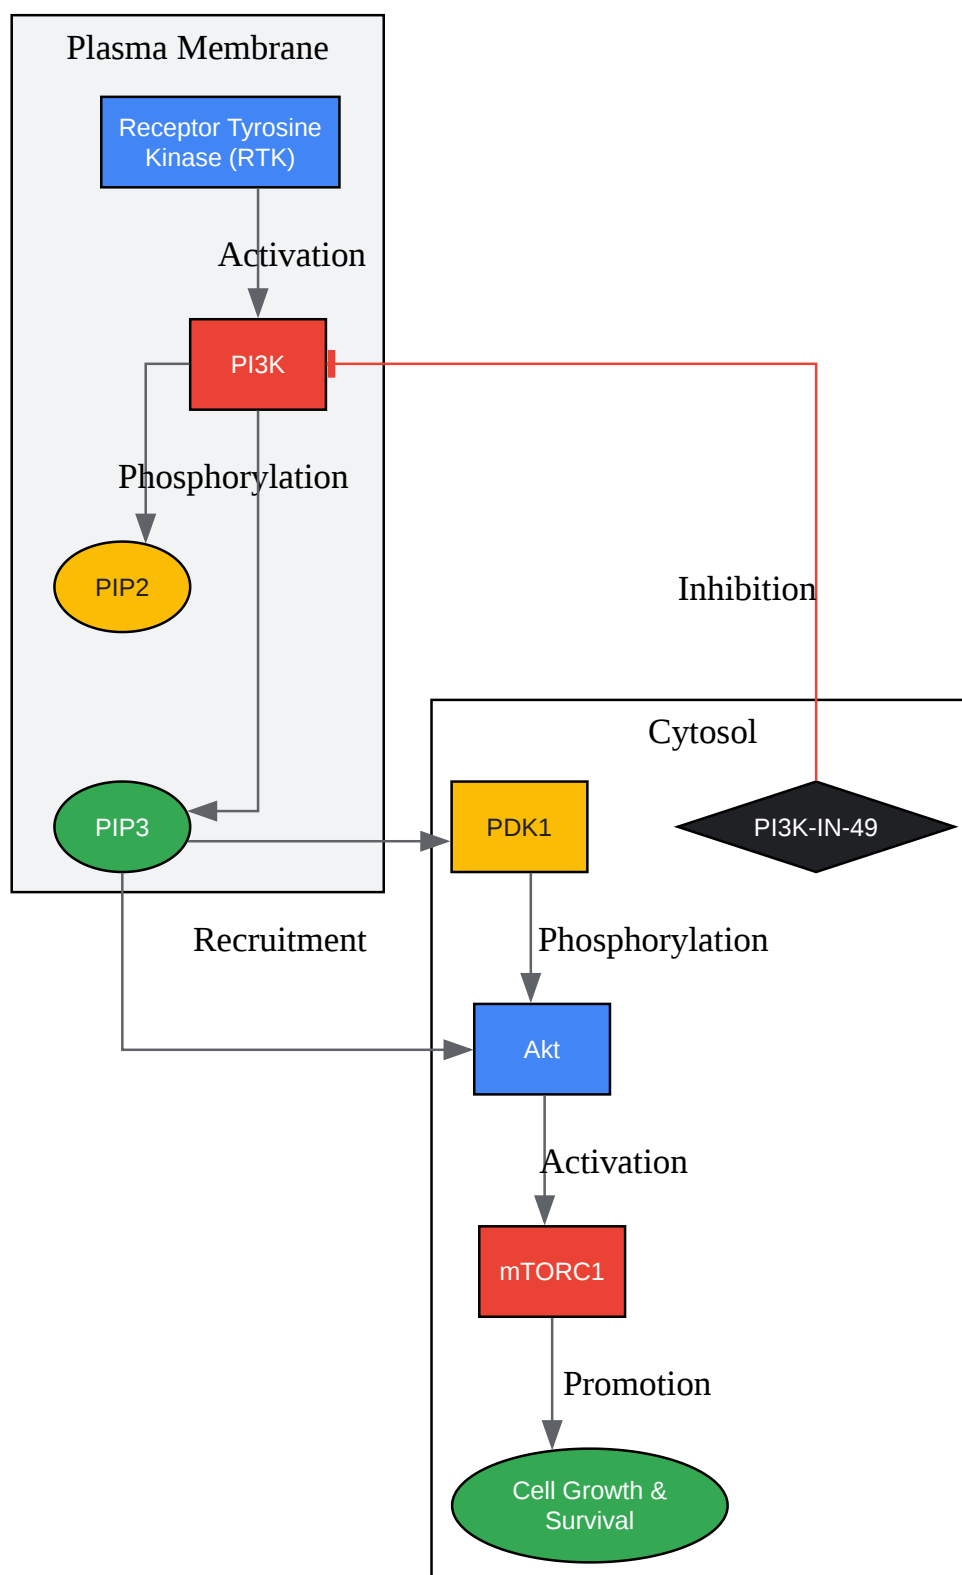 Plasma Membrane
Receptor Tyrosine
Kinase (RTK)
Activation
PI3K
Phosphorylation
PIP2
Inhibition
Cytosol
PIP3
PDK1
PI3K-IN-49
Recruitment
Phosphorylation
Akt
Activation
mTORC1
Promotion
Cell Growth &
Survival